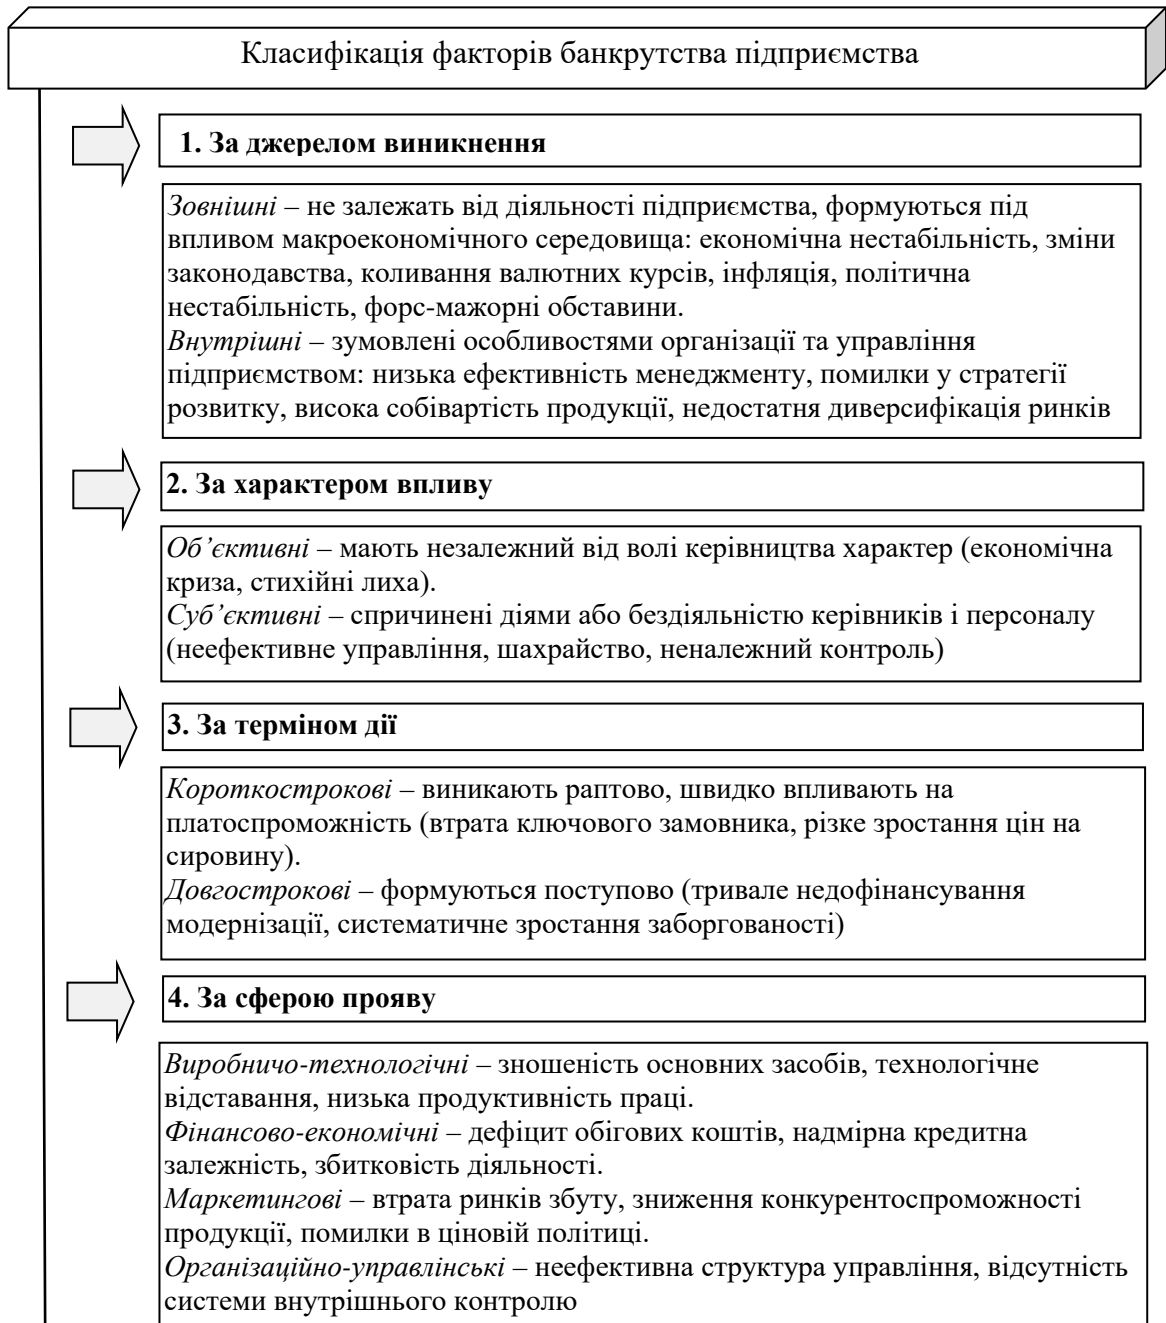 Класифікація факторів банкрутства підприємства
1. За джерелом виникнення
Зовнішні – не залежать від діяльності підприємства, формуються під
впливом макроекономічного середовища: економічна нестабільність, зміни
законодавства, коливання валютних курсів, інфляція, політична
нестабільність, форс-мажорні обставини.
Внутрішні – зумовлені особливостями організації та управління
підприємством: низька ефективність менеджменту, помилки у стратегії
розвитку, висока собівартість продукції, недостатня диверсифікація ринків
2. За характером впливу
Об’єктивні – мають незалежний від волі керівництва характер (економічна
криза, стихійні лиха).
Суб’єктивні – спричинені діями або бездіяльністю керівників і персоналу
(неефективне управління, шахрайство, неналежний контроль)
3. За терміном дії
Короткострокові – виникають раптово, швидко впливають на
платоспроможність (втрата ключового замовника, різке зростання цін на
сировину).
Довгострокові – формуються поступово (тривале недофінансування
модернізації, систематичне зростання заборгованості)
4. За сферою прояву
Виробничо-технологічні – зношеність основних засобів, технологічне
відставання, низька продуктивність праці.
Фінансово-економічні – дефіцит обігових коштів, надмірна кредитна
залежність, збитковість діяльності.
Маркетингові – втрата ринків збуту, зниження конкурентоспроможності
продукції, помилки в ціновій політиці.
Організаційно-управлінські – неефективна структура управління, відсутність
системи внутрішнього контролю